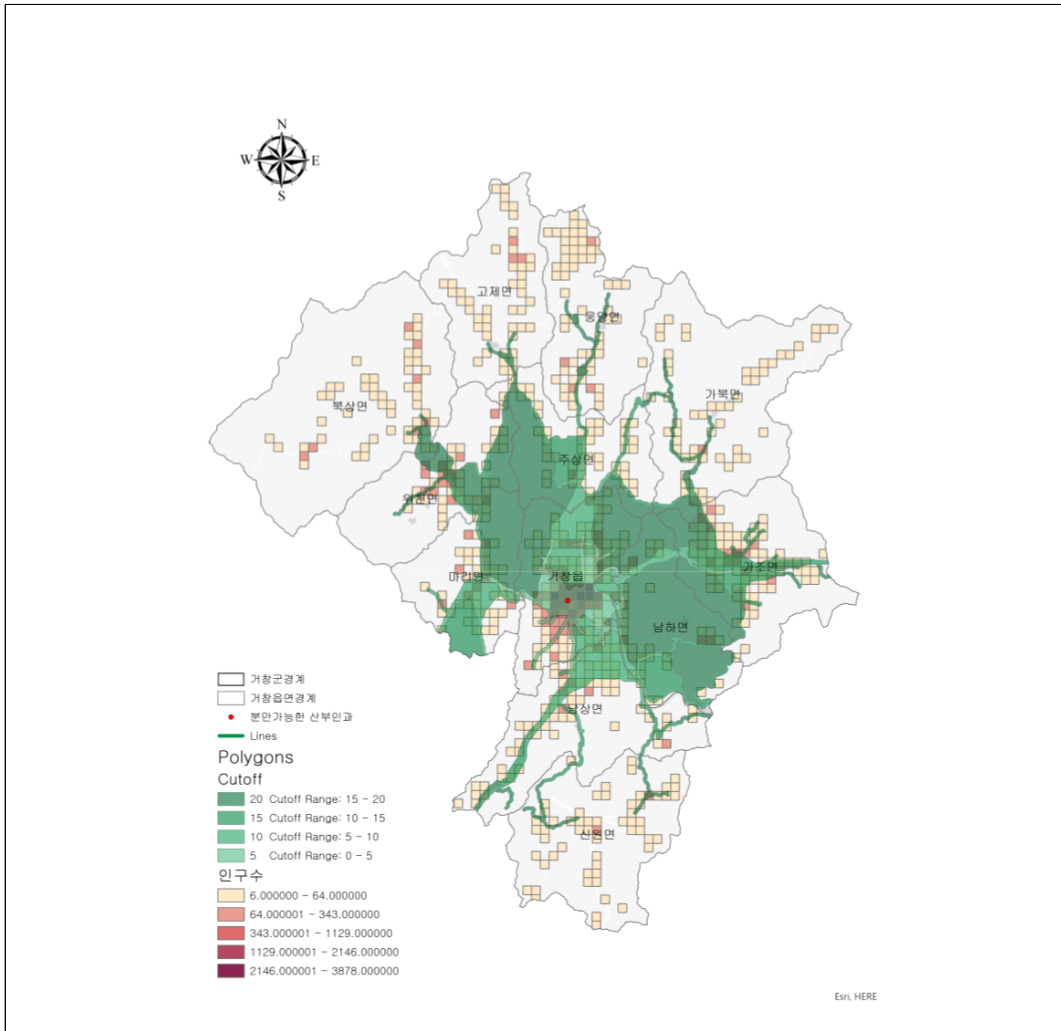 N
W
E
S
고제면
웅양면
북상면
가북면
주상면
위천면
마리면
거창읍
가조면
남하면
남상면
신원면
거창군경계
거창읍면경계
분만가능한 산부인과
Lines
Polygons
Cutoff
20 Cutoff Range: 15 - 20
15 Cutoff Range: 10 - 15
10 Cutoff Range: 5 - 10
5 Cutoff Range: 0 - 5
인구수
6.000000 - 64.000000
64.000001 - 343.000000
343.000001 - 1129.000000
1129.000001 - 2146.000000
2146.000001 - 3878.000000
Esri, HERE